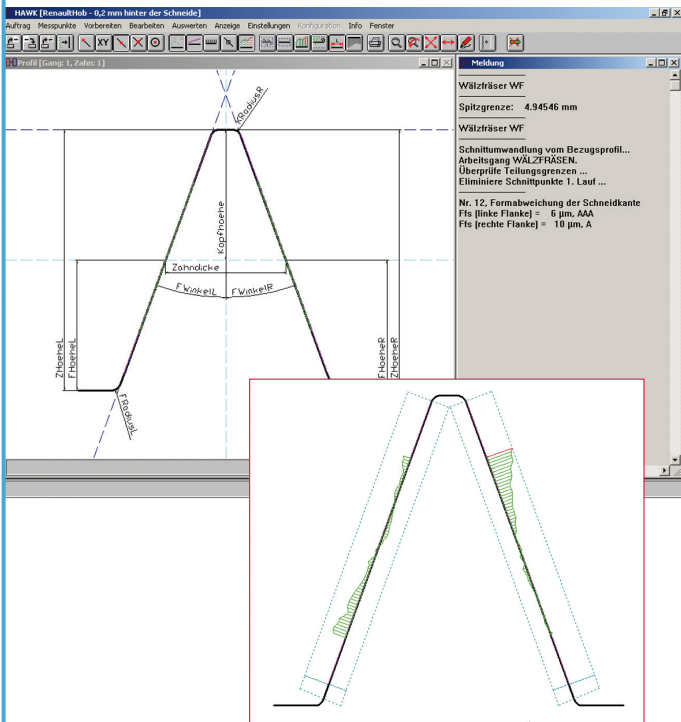 HAWK [RenaultHob - 0,2 mm hinter der Schneide]
Auftrag Messpunkte Vorbereiten Bearbeiten Auswerten Anzeige Einstellungen Konfiguration Info Fenster
XY
Profil [Gang: 1, Zahn: 1]
KRadiusR
Kopfhoehe
Zahndicke
FWinkelL FWinkelR
ZHoeheL
FHoeheL
FHoeheR
ZHoeheR
FRadiusL
Meldung
Wälzfräser WF
Spitzgrenze: 4.94546 mm
Wälzfräser WF
Schnittumwandlung vom Bezugsprofil...
Arbeitsgang WÄLZFRÄSEN.
Überprüfe Teilungsgrenzen ...
Eliminiere Schnittpunkte 1. Lauf ...
Nr. 12, Formabweichung der Schneidkante
Ffs (linke Flanke) = 6 µm, AAA
Ffs (rechte Flanke) = 10 µm, A